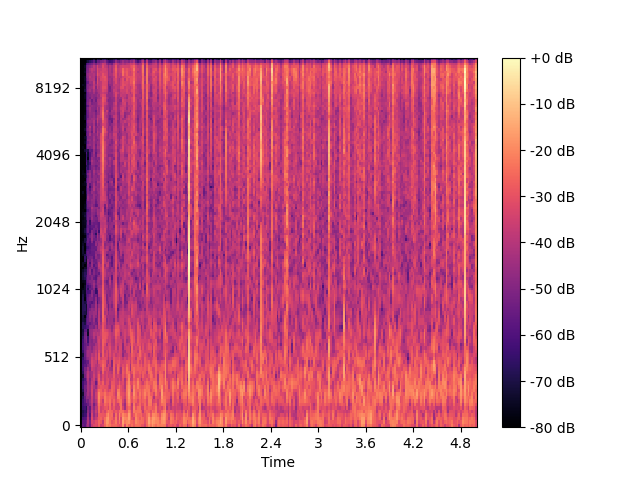 +0 dB
8192
-10 dB
4096
-20 dB
-30 dB
2048
-40 dB
Hz
1024
-50 dB
-60 dB
512
-70 dB
0
-80 dB
0 0.6 1.2 1.8 2.4 3 3.6 4.2 4.8
Time